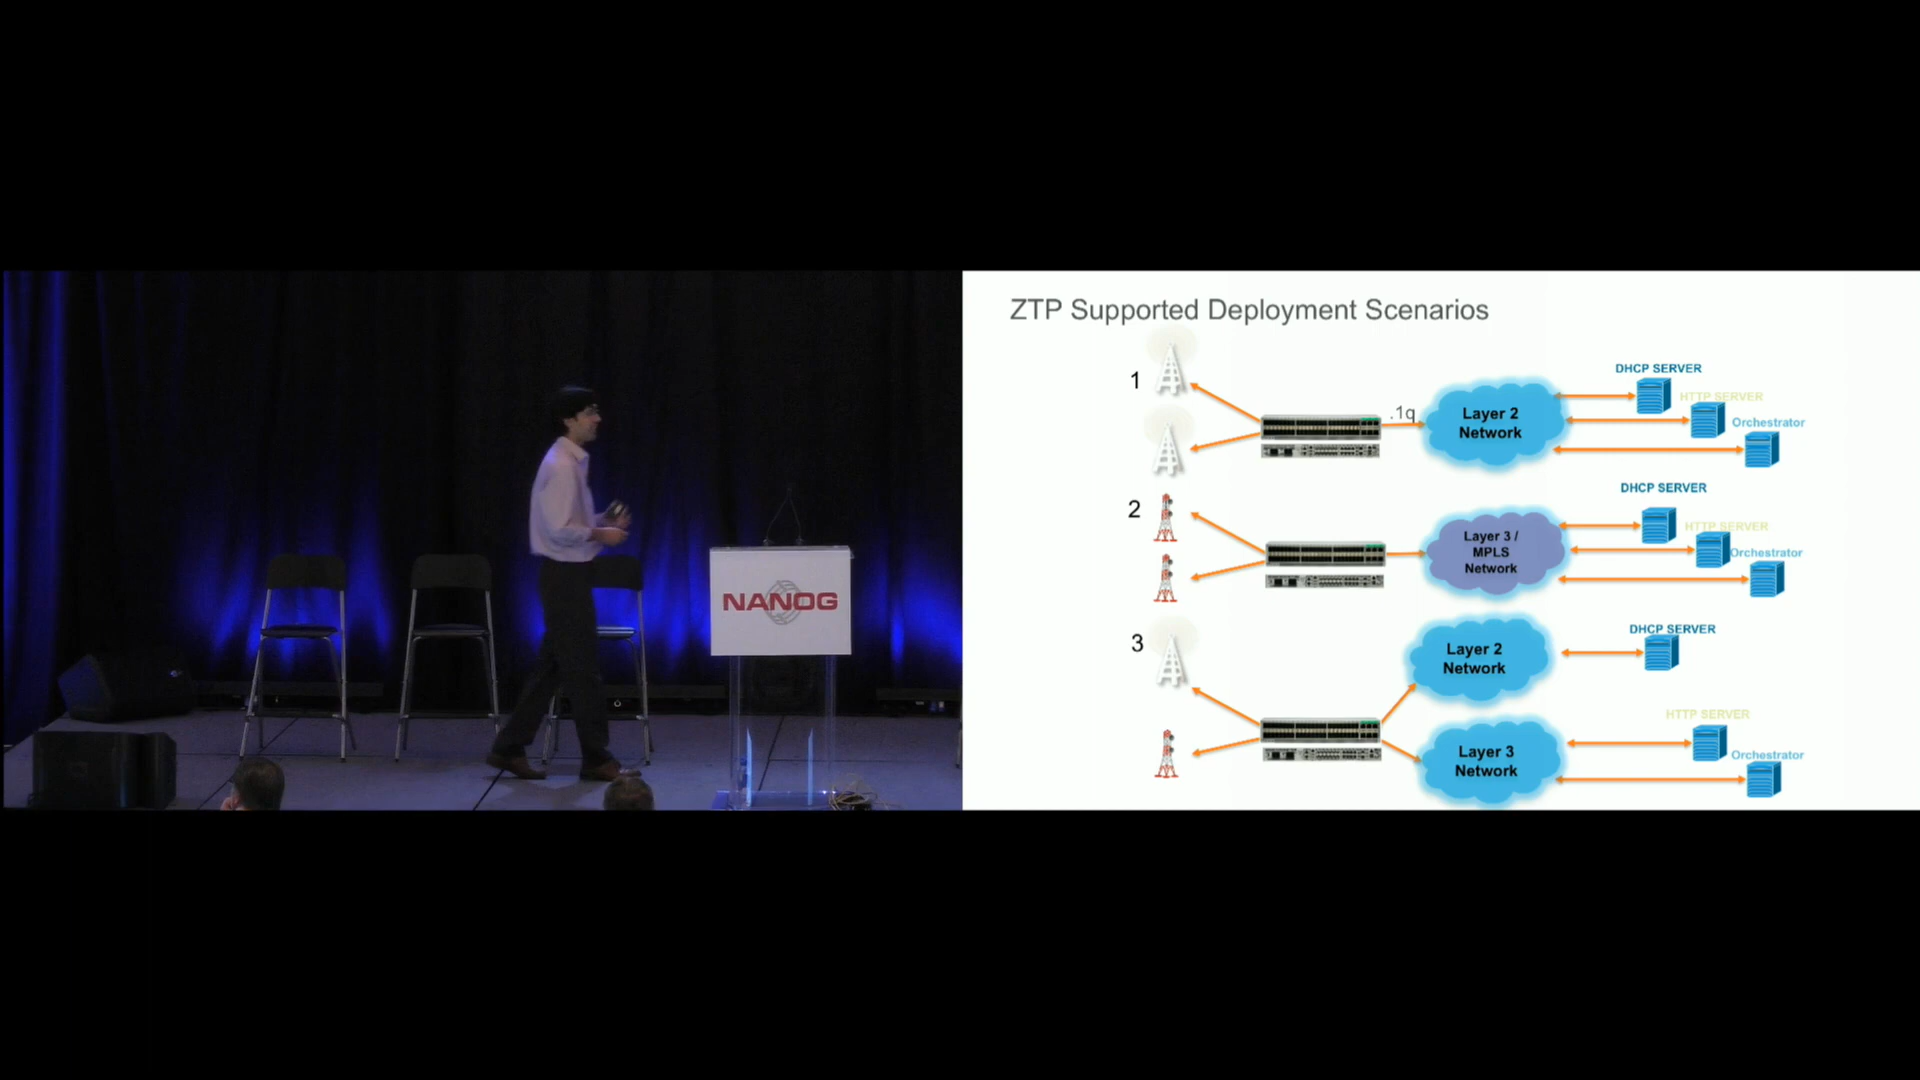 NANOG
ZTP Supported Deployment Scenarios
1
.1q
Layer 2
Network
DHCP SERVER
HTTP SERVER
Orchestrator
2
Layer 3 /
MPLS
Network
DHCP SERVER
HTTP SERVER
Orchestrator
3
Layer 2
Network
DHCP SERVER
Layer 3
Network
HTTP SERVER
Orchestrator